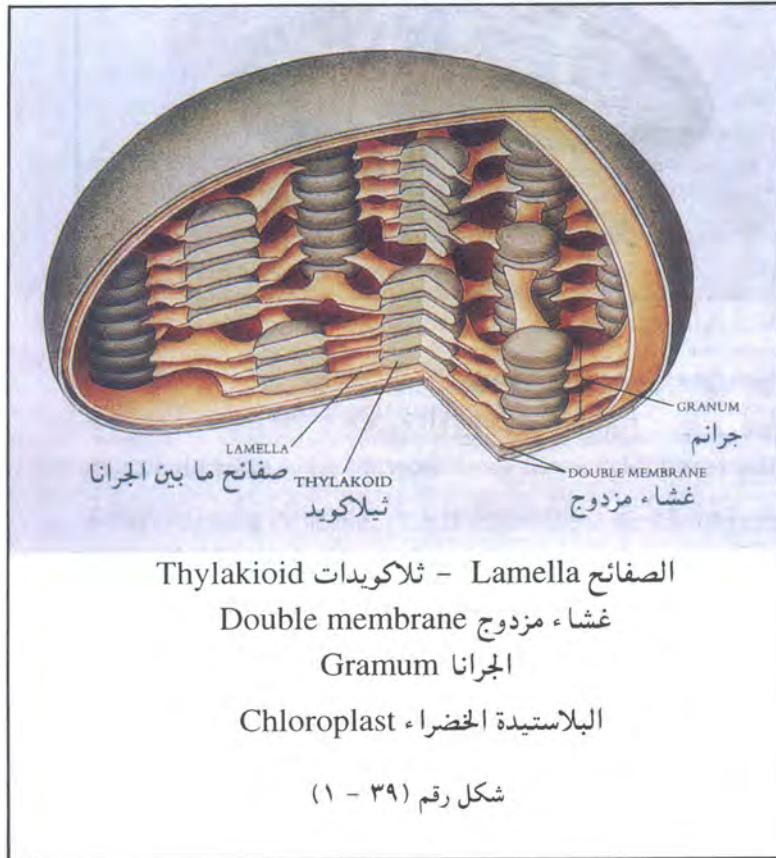 GRANUM
جرانم
LAMELLA
صفائح ما بين الجرانا
THYLAKOID
ثيلاكويد
DOUBLE MEMBRANE
غشاء مزدوج
الصفائح Lamella - ثلاكويدات Thylakioid
غشاء مزدوج Double membrane
الجرانا Gramum
البلاستيدة الخضراء Chloroplast
شكل رقم (٣٩ - ١)